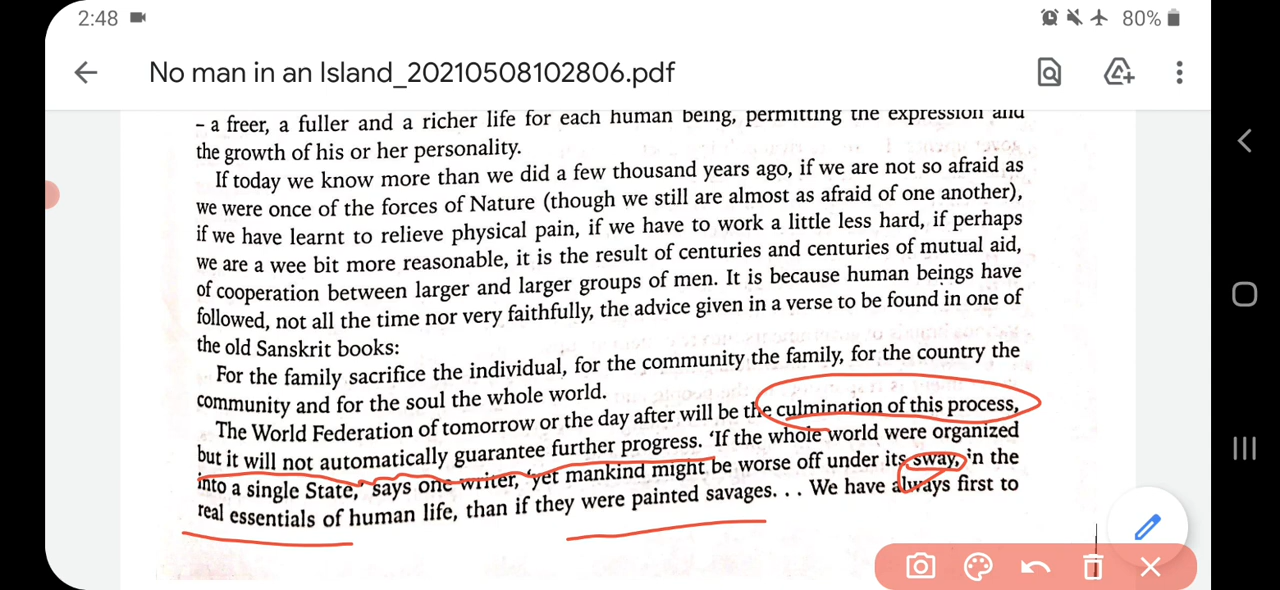 2:48
80%
No man in an Island_20210508102806.pdf
– a freer, a fuller and a richer life for each human being, permitting the expression and
the growth of his or her personality.
If today we know more than we did a few thousand years ago, if we are not so afraid as
we were once of the forces of Nature (though we still are almost as afraid of one another),
if we have learnt to relieve physical pain, if we have to work a little less hard, if perhaps
we are a wee bit more reasonable, it is the result of centuries and centuries of mutual aid,
of cooperation between larger and larger groups of men. It is because human beings have
followed, not all the time nor very faithfully, the advice given in a verse to be found in one of
the old Sanskrit books:
For the family sacrifice the individual, for the community the family, for the country the
community and for the soul the whole world.
The World Federation of tomorrow or the day after will be the culmination of this process,
but it will not automatically guarantee further progress. ‘If the whole world were organized
into a single State,’ says one writer, ‘yet mankind might be worse off under its sway, in the
real essentials of human life, than if they were painted savages. . . We have always first to